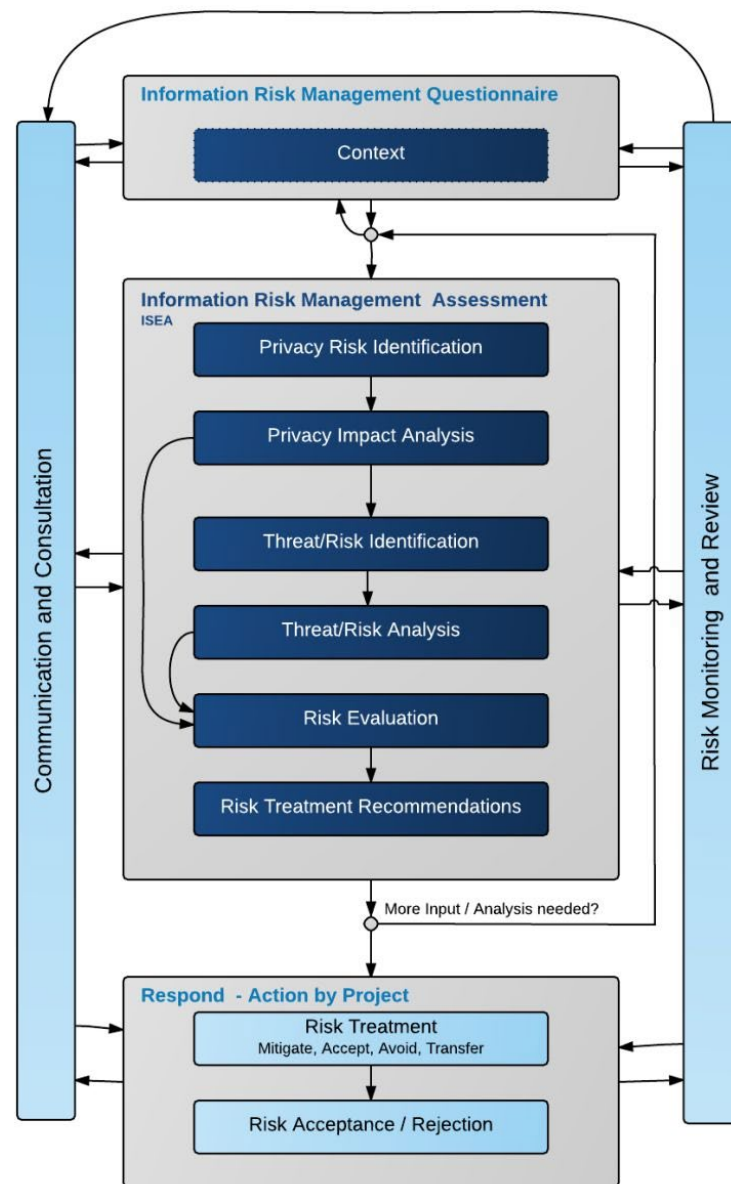 Information Risk Management Questionnaire
Context
Information Risk Management Assessment
ISEA
Privacy Risk Identification
Privacy Impact Analysis
Threat/Risk Identification
Threat/Risk Analysis
Risk Evaluation
Risk Treatment Recommendations
More Input / Analysis needed?
Respond - Action by Project
Risk Treatment
Mitigate, Accept, Avoid, Transfer
Risk Acceptance / Rejection
Communication and Consultation
Risk Monitoring and Review